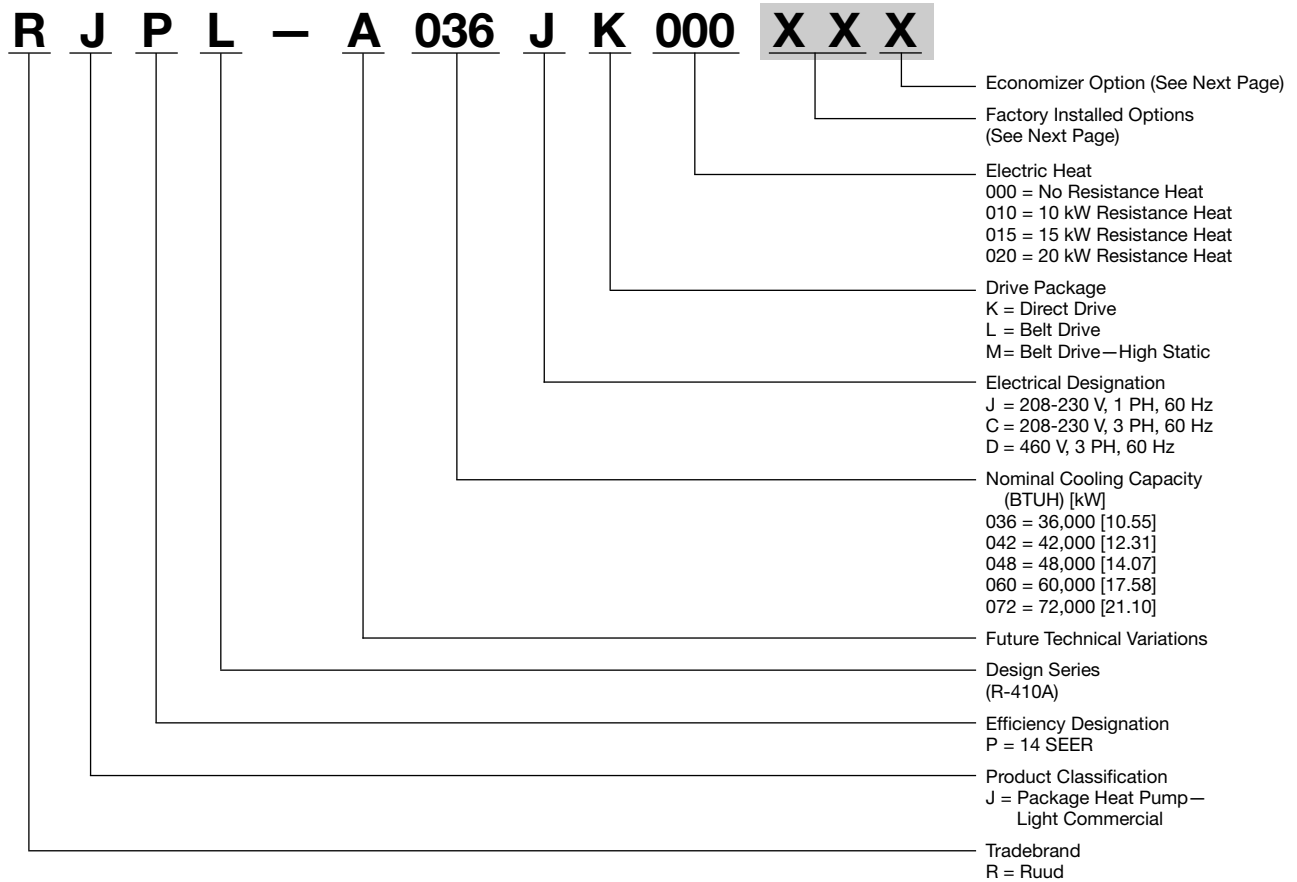 R J P L – A 036 J K 000 X X X
Economizer Option (See Next Page)
Factory Installed Options
(See Next Page)
Electric Heat
000 = No Resistance Heat
010 = 10 kW Resistance Heat
015 = 15 kW Resistance Heat
020 = 20 kW Resistance Heat
Drive Package
K = Direct Drive
L = Belt Drive
M= Belt Drive—High Static
Electrical Designation
J = 208-230 V, 1 PH, 60 Hz
C = 208-230 V, 3 PH, 60 Hz
D = 460 V, 3 PH, 60 Hz
Nominal Cooling Capacity
(BTUH) [kW]
036 = 36,000 [10.55]
042 = 42,000 [12.31]
048 = 48,000 [14.07]
060 = 60,000 [17.58]
072 = 72,000 [21.10]
Future Technical Variations
Design Series
(R-410A)
Efficiency Designation
P = 14 SEER
Product Classification
J = Package Heat Pump—
Light Commercial
Tradebrand
R = Ruud